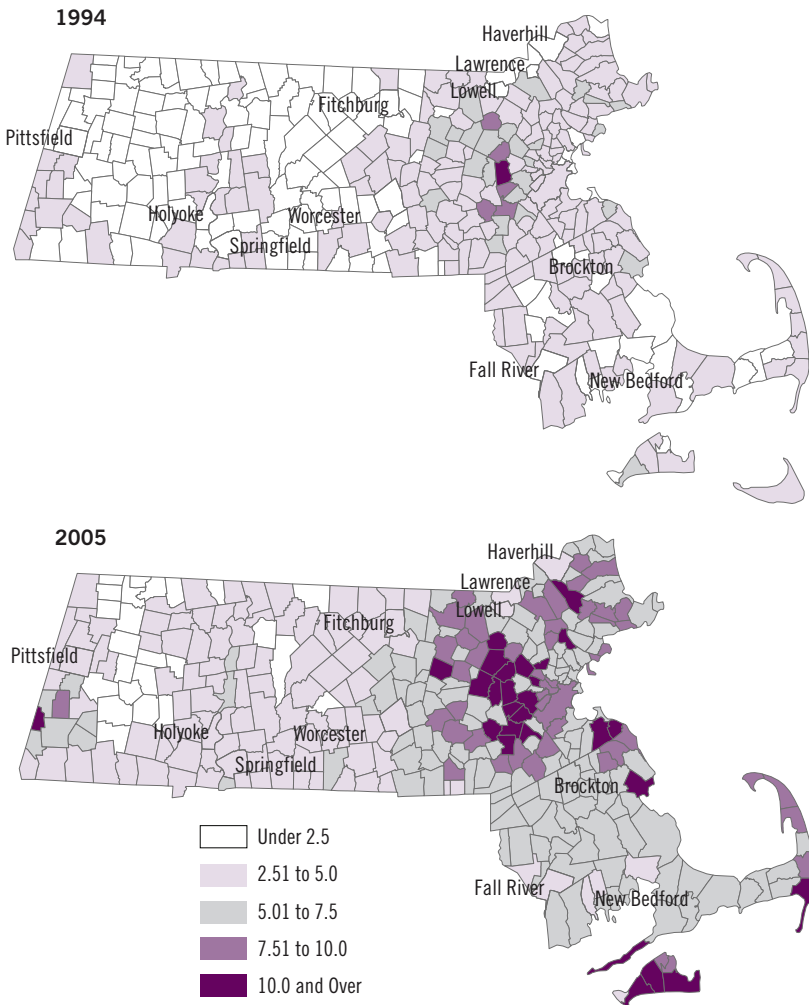 1994
Haverhill
Lawrence
Lowell
Fitchburg
Pittsfield
Holyoke
Worcester
Springfield
Brockton
Fall River
New Bedford
2005
Haverhill
Lawrence
Lowell
Fitchburg
Pittsfield
Holyoke
Worcester
Springfield
Brockton
Under 2.5
2.51 to 5.0
Fall River
New Bedford
5.01 to 7.5
7.51 to 10.0
10.0 and Over